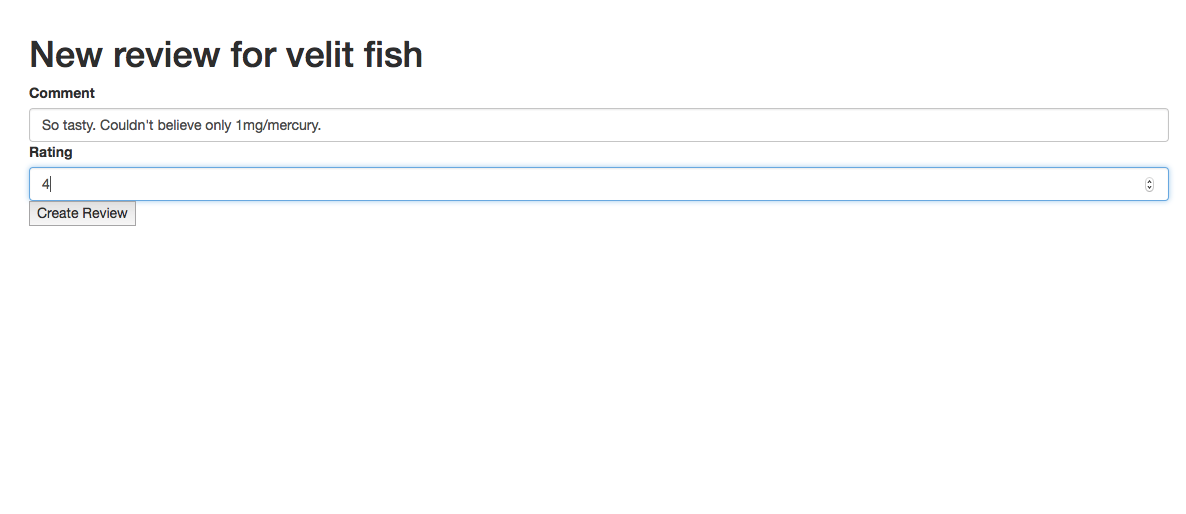 New review for velit fish
Comment
So tasty. Couldn't believe only 1mg/mercury.
Rating
4
Create Review